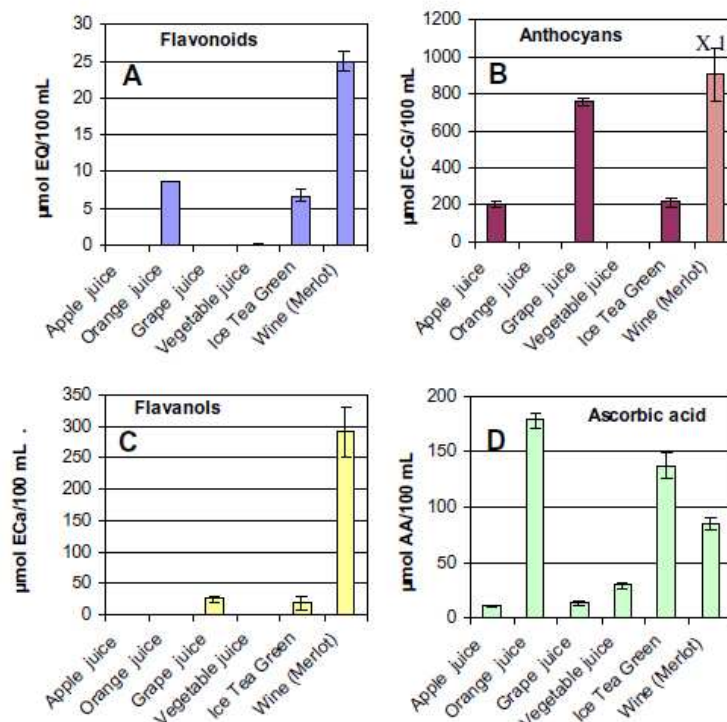 Flavonoids
A
µmol EQ/100 mL
30
25
20
15
10
5
0
Apple juice
Orange juice
Grape juice
Vegetable juice
Ice Tea Green
Wine (Merlot)
Anthocyans
B
X 1
µmol EC-G/100 mL
1200
1000
800
600
400
200
0
Apple juice
Orange juice
Grape juice
Vegetable juice
Ice Tea Green
Wine (Merlot)
Flavanols
C
µmol ECa/100 mL .
350
300
250
200
150
100
50
0
Apple juice
Orange juice
Grape juice
Vegetable juice
Ice Tea Green
Wine (Merlot)
Ascorbic acid
D
µmol AA/100 mL
200
150
100
50
0
Apple juice
Orange juice
Grape juice
Vegetable juice
Ice Tea Green
Wine (Merlot)